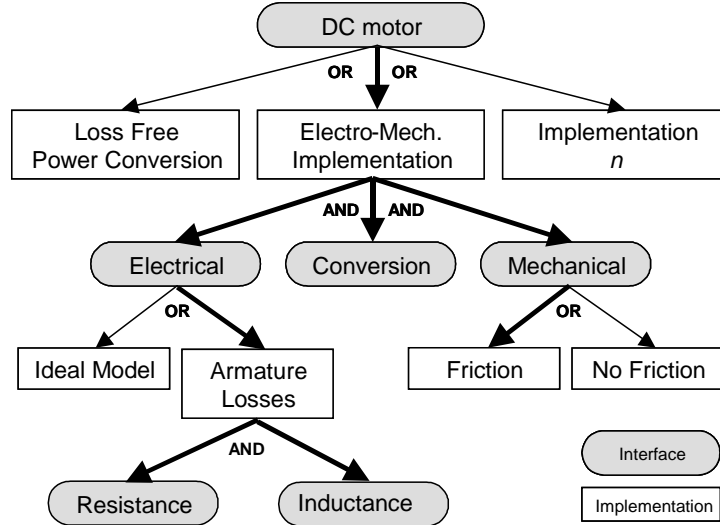 DC motor
OR OR
Loss Free
Power Conversion
Electro-Mech.
Implementation
Implementation
n
AND AND
Electrical
Conversion
Mechanical
OR
OR
Ideal Model
Armature
Losses
Friction
No Friction
AND
Interface
Resistance
Inductance
Implementation